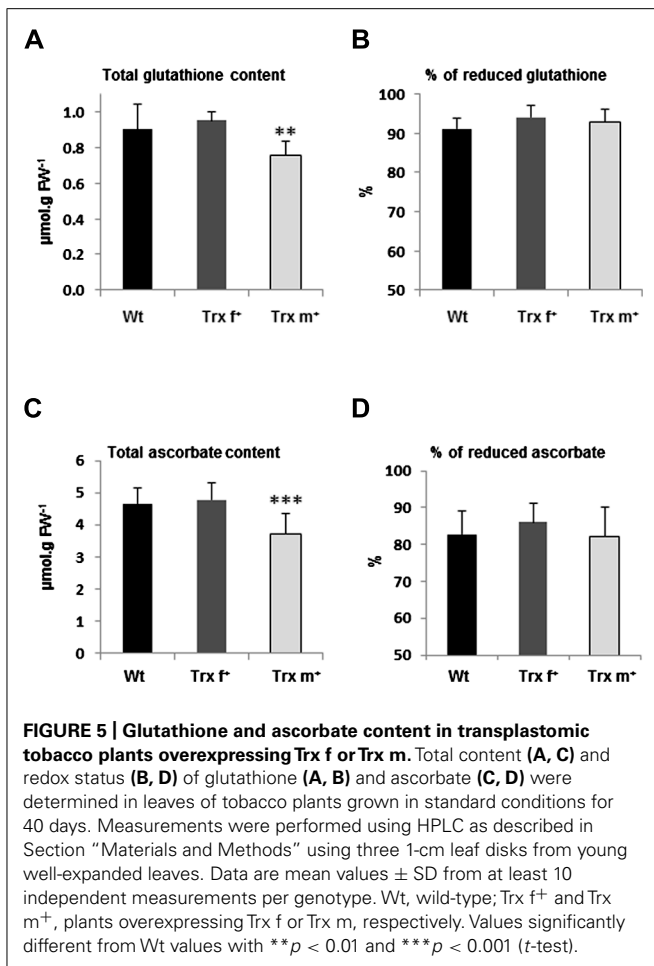 A
Total glutathione content
µmol.g FW⁻¹
1.0
0.8
0.6
0.4
0.2
0.0
**
Wt
Trx f⁺
Trx m⁺
B
% of reduced glutathione
%
100
90
80
70
60
50
Wt
Trx f⁺
Trx m⁺
C
Total ascorbate content
µmol.g FW⁻¹
6
5
4
3
2
1
0
***
Wt
Trx f⁺
Trx m⁺
D
% of reduced ascorbate
%
100
90
80
70
60
50
Wt
Trx f⁺
Trx m⁺
FIGURE 5 | Glutathione and ascorbate content in transplastomic
tobacco plants overexpressing Trx f or Trx m. Total content (A, C) and
redox status (B, D) of glutathione (A, B) and ascorbate (C, D) were
determined in leaves of tobacco plants grown in standard conditions for
40 days. Measurements were performed using HPLC as described in
Section “Materials and Methods” using three 1-cm leaf disks from young
well-expanded leaves. Data are mean values ± SD from at least 10
independent measurements per genotype. Wt, wild-type; Trx f⁺ and Trx
m⁺, plants overexpressing Trx f or Trx m, respectively. Values significantly
different from Wt values with **p < 0.01 and ***p < 0.001 (t-test).